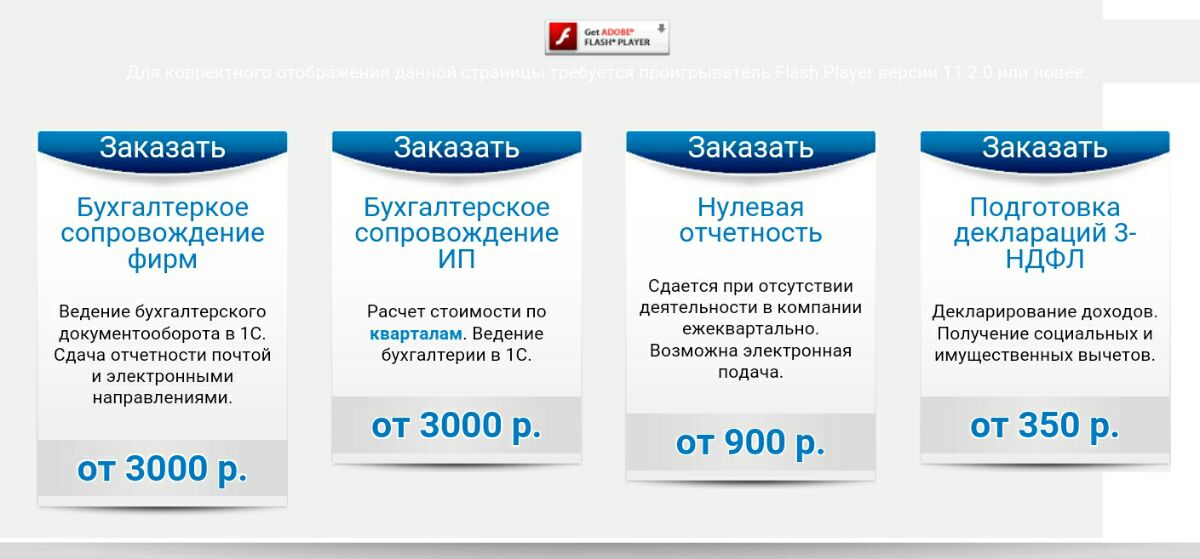 Get ADOBE®
FLASH® PLAYER
Для корректного отображения данной страницы требуется проигрыватель Flash Player версии 11.2.0 или новее.
Заказать
Бухгалтеркое
сопровождение
фирм
Ведение бухгалтерского
документооборота в 1С.
Сдача отчетности почтой
и электронными
направлениями.
от 3000 р.
Заказать
Бухгалтерское
сопровождение
ИП
Расчет стоимости по
кварталам. Ведение
бухгалтерии в 1С.
от 3000 р.
Заказать
Нулевая
отчетность
Сдается при отсутствии
деятельности в компании
ежеквартально.
Возможна электронная
подача.
от 900 р.
Заказать
Подготовка
деклараций 3-
НДФЛ
Декларирование доходов.
Получение социальных и
имущественных вычетов.
от 350 р.